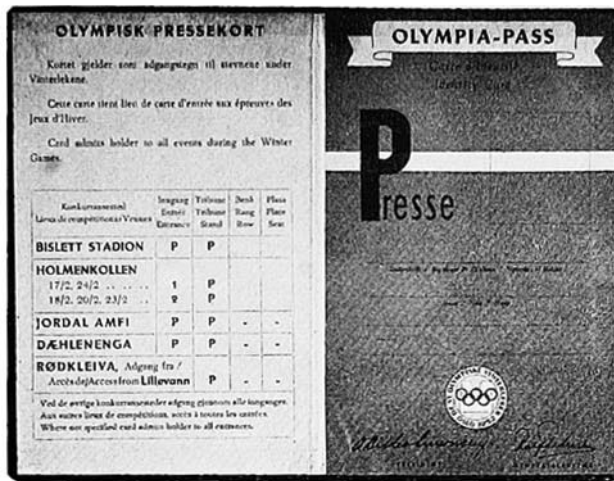 OLYMPISK PRESSEKORT
Kortet gjelder som adgangstegn til stevnene under
Vinterlekene.
Cette carte tient lieu de carte d'entrée aux épreuves des
Jeux d'Hiver.
Card admits holder to all events during the Winter
Games.
Konkurransested
Lieux de compétitions/Venues
Inngang
Entrée
Entrance
Tribune
Tribune
Stand
Benk
Rang
Row
Plass
Place
Seat
BISLETT STADION P P
HOLMENKOLLEN
17/2, 24/2 .. .. .. 1 P
18/2, 20/2, 23/2 .. 2 P
JORDAL AMFI P P - -
DÆHLENENGA P P - -
RØDKLEIVA, Adgang fra/
Accès de/Access from Lillevann P - -
Ved de øvrige konkurransesteder adgang gjennom alle innganger.
Aux autres lieux de compétitions, accès à toutes les entrées.
Where not specified card admits holder to all entrances.
OLYMPIA-PASS
Carte d'identité
Identity Card
Presse